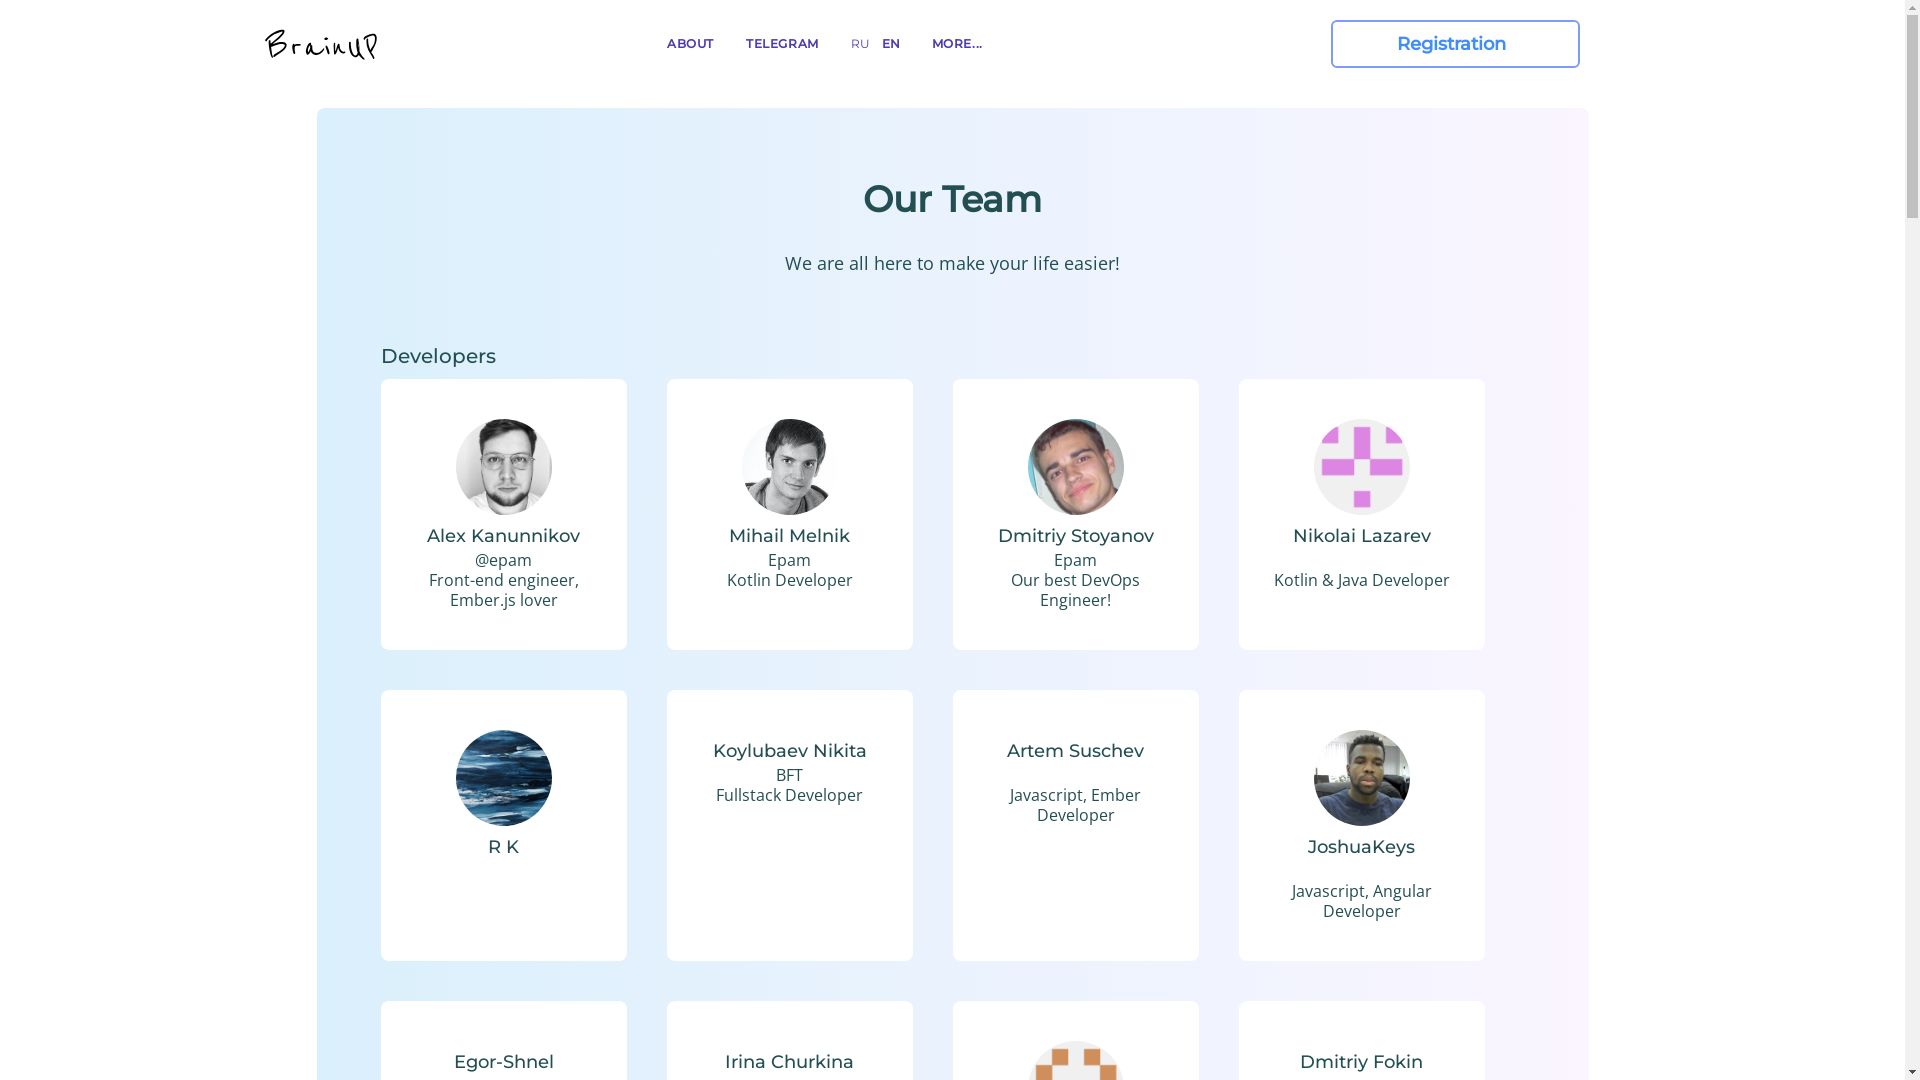 BrainUP
ABOUT
TELEGRAM
RU
EN
MORE...
Registration
Our Team
We are all here to make your life easier!
Developers
Alex Kanunnikov
@epam
Front-end engineer,
Ember.js lover
Mihail Melnik
Epam
Kotlin Developer
Dmitriy Stoyanov
Epam
Our best DevOps
Engineer!
Nikolai Lazarev
Kotlin & Java Developer
R K
Koylubaev Nikita
BFT
Fullstack Developer
Artem Suschev
Javascript, Ember
Developer
JoshuaKeys
Javascript, Angular
Developer
Egor-Shnel
Irina Churkina
Dmitriy Fokin